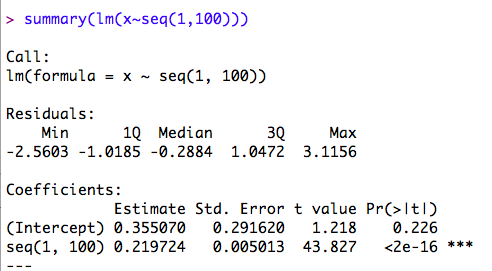 > summary(lm(x~seq(1,100)))
Call:
lm(formula = x ~ seq(1, 100))
Residuals:
Min 1Q Median 3Q Max
-2.5603 -1.0185 -0.2884 1.0472 3.1156
Coefficients:
Estimate Std. Error t value Pr(>|t|)
(Intercept) 0.355070 0.291620 1.218 0.226
seq(1, 100) 0.219724 0.005013 43.827 <2e-16 ***
---